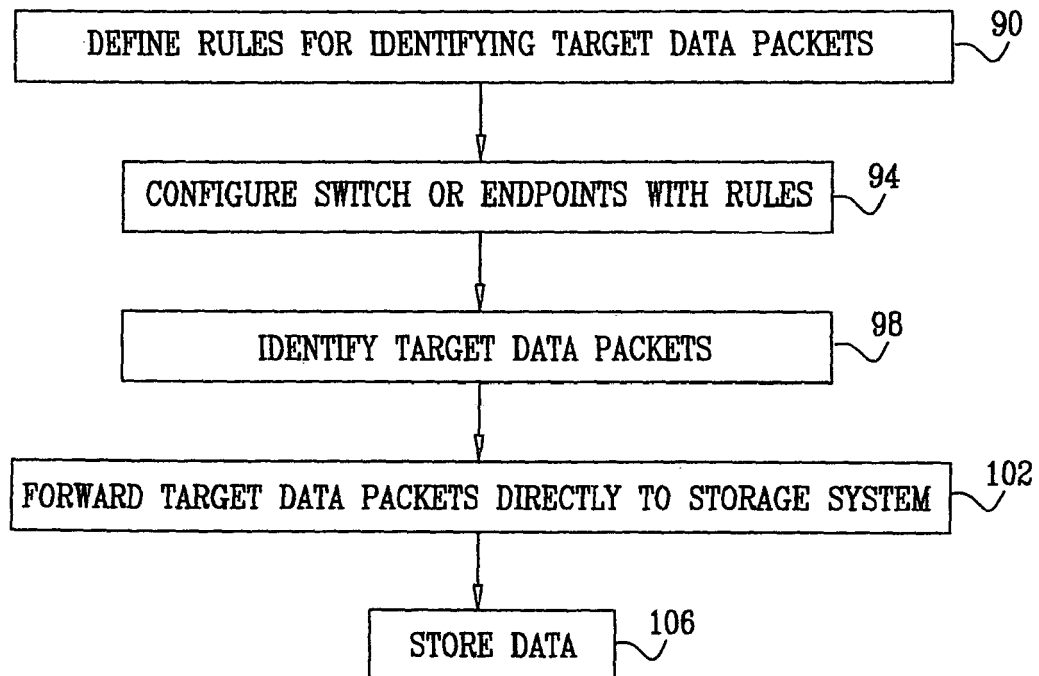 DEFINE RULES FOR IDENTIFYING TARGET DATA PACKETS
90
CONFIGURE SWITCH OR ENDPOINTS WITH RULES
94
IDENTIFY TARGET DATA PACKETS
98
FORWARD TARGET DATA PACKETS DIRECTLY TO STORAGE SYSTEM
102
STORE DATA
106